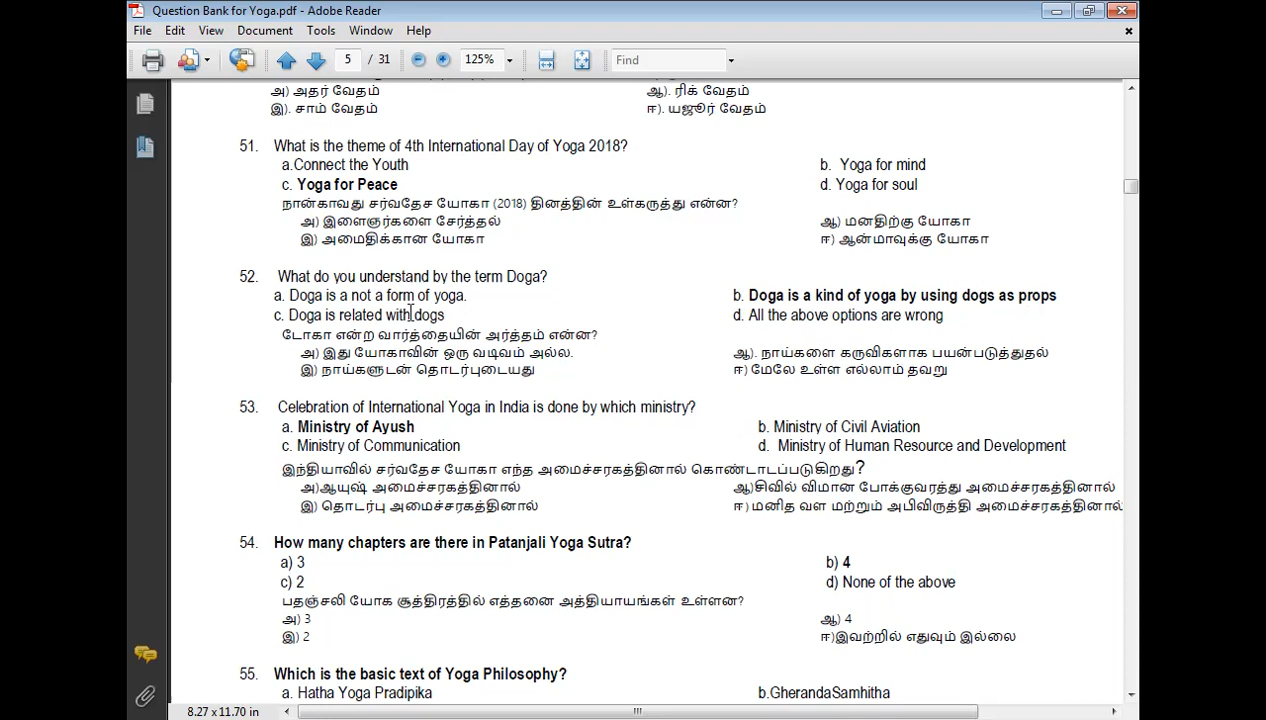 Question Bank for Yoga.pdf - Adobe Reader
File Edit View Document Tools Window Help
5 / 31 125% Find
அ) அதர் வேதம் ஆ). ரிக் வேதம்
இ). சாம் வேதம் ஈ). யஜூர் வேதம்
51. What is the theme of 4th International Day of Yoga 2018?
a.Connect the Youth b. Yoga for mind
c. Yoga for Peace d. Yoga for soul
நான்காவது சர்வதேச யோகா (2018) தினத்தின் உள்கருத்து என்ன?
அ) இளைஞர்களை சேர்த்தல் ஆ) மனதிற்கு யோகா
இ) அமைதிக்கான யோகா ஈ) ஆன்மாவுக்கு யோகா
52. What do you understand by the term Doga?
a. Doga is a not a form of yoga. b. Doga is a kind of yoga by using dogs as props
c. Doga is related with dogs d. All the above options are wrong
டோகா என்ற வார்த்தையின் அர்த்தம் என்ன?
அ) இது யோகாவின் ஒரு வடிவம் அல்ல. ஆ). நாய்களை கருவிகளாக பயன்படுத்துதல்
இ) நாய்களுடன் தொடர்புடையது ஈ) மேலே உள்ள எல்லாம் தவறு
53. Celebration of International Yoga in India is done by which ministry?
a. Ministry of Ayush b. Ministry of Civil Aviation
c. Ministry of Communication d. Ministry of Human Resource and Development
இந்தியாவில் சர்வதேச யோகா எந்த அமைச்சரகத்தினால் கொண்டாடப்படுகிறது?
அ)ஆயுஷ் அமைச்சரகத்தினால் ஆ)சிவில் விமான போக்குவரத்து அமைச்சரகத்தினால்
இ) தொடர்பு அமைச்சரகத்தினால் ஈ) மனித வள மற்றும் அபிவிருத்தி அமைச்சரகத்தினால்
54. How many chapters are there in Patanjali Yoga Sutra?
a) 3 b) 4
c) 2 d) None of the above
பதஞ்சலி யோக சூத்திரத்தில் எத்தனை அத்தியாயங்கள் உள்ளன?
அ) 3 ஆ) 4
இ) 2 ஈ)இவற்றில் எதுவும் இல்லை
55. Which is the basic text of Yoga Philosophy?
a. Hatha Yoga Pradipika b.GherandaSamhitha
8.27 x 11.70 in